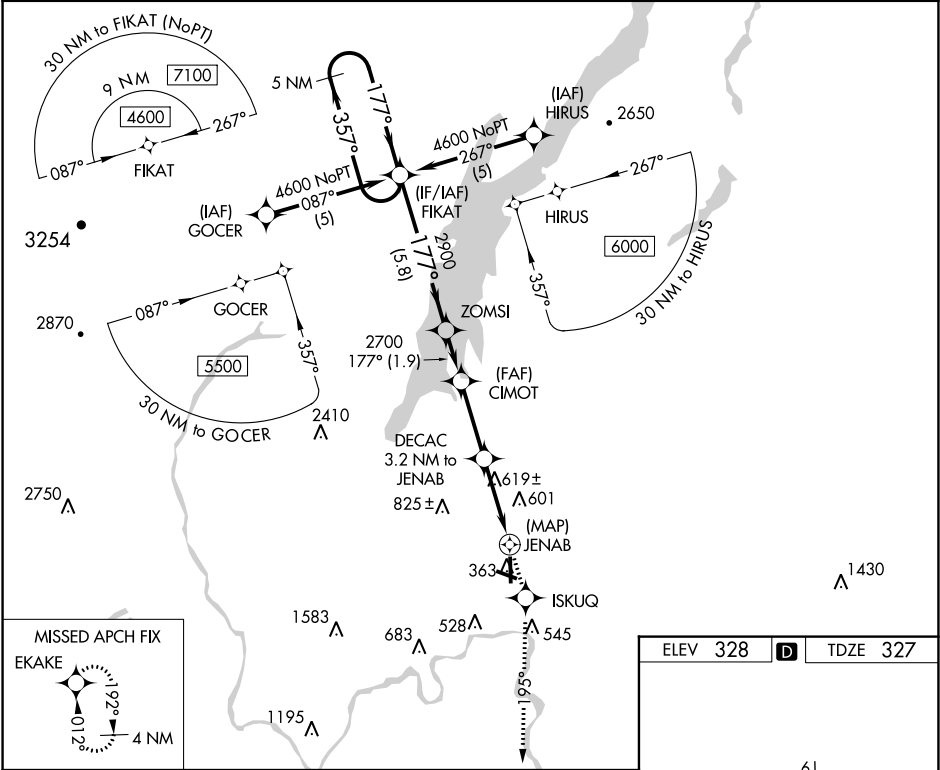 30 NM to FIKAT (NoPT)
9 NM
7100
4600
087°
267°
FIKAT
5 NM
177°
357°
(IAF)
HIRUS
2650
4600 NoPT
267°
(5)
4600 NoPT
087°
(5)
(IF/IAF)
FIKAT
(IAF)
GOCER
267°
HIRUS
6000
357°
30 NM to HIRUS
3254
2900
177°
(5.8)
087°
GOCER
357°
5500
30 NM to GOCER
2870
ZOMSI
2700
177° (1.9)
(FAF)
CIMOT
2410
DECAC
3.2 NM to
JENAB
619±
601
825±
2750
(MAP)
JENAB
363
1430
ISKUQ
1583
683
528
545
195°
1195
MISSED APCH FIX
EKAKE
192°
012°
4 NM
ELEV 328 D TDZE 327
61